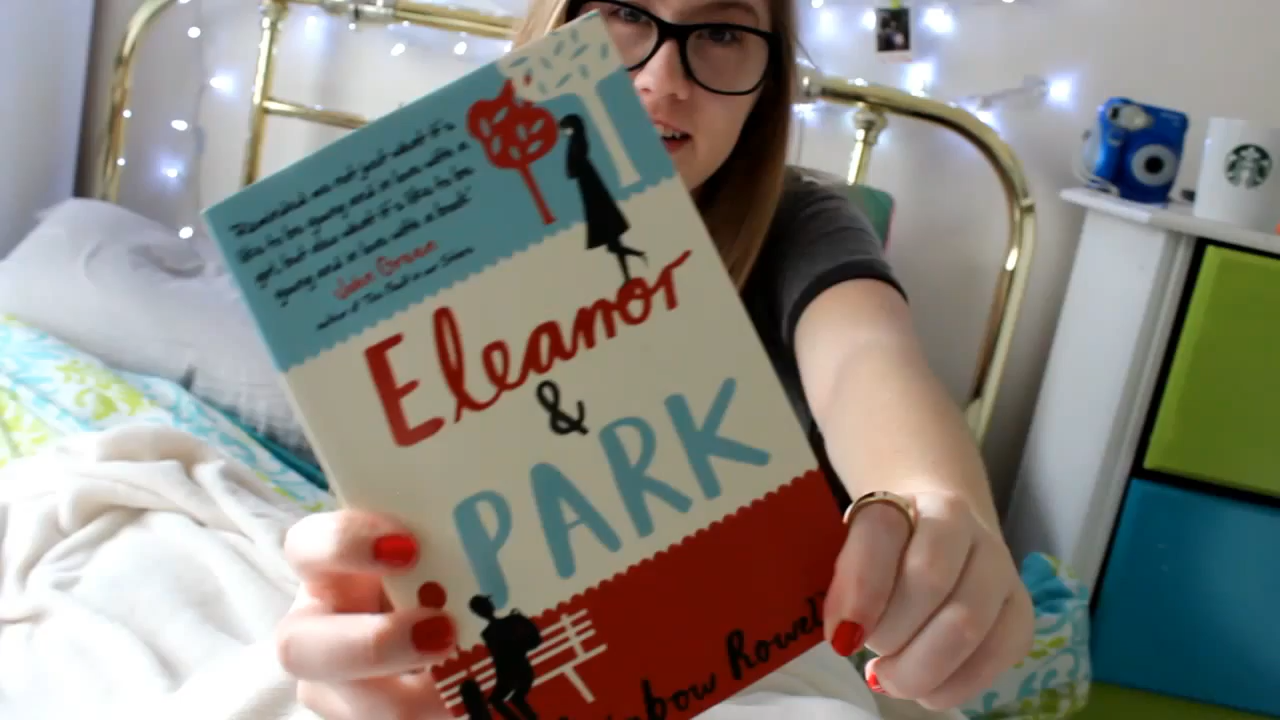 'Reminded me not just what it's
like to be young and in love with a
girl, but also what it's like to be
young and in love with a book'
John Green
author of The Fault in our Stars
Eleanor
&
PARK
Rainbow Rowell